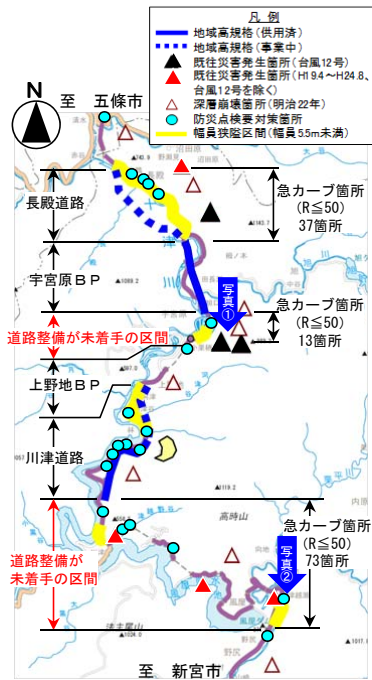 凡 例
地域高規格（供用済）
地域高規格（事業中）
既往災害発生箇所（台風12号）
既往災害発生箇所（H19.4～H24.8、
台風12号を除く）
深層崩壊箇所（明治22年）
防災点検要対策箇所
幅員狭隘区間（幅員5.5m未満）
N
至 五條市
長殿道路
急カーブ箇所
(R≦50)
37箇所
宇宮原ＢＰ
写真①
急カーブ箇所
(R≦50)
13箇所
道路整備が未着手の区間
上野地ＢＰ
川津道路
高時山
道路整備が
未着手の区間
急カーブ箇所
(R≦50)
73箇所
写真②
野尻
至 新宮市